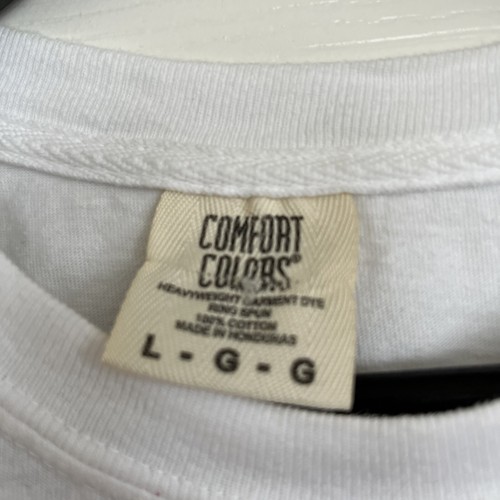 COMFORT
COLORS®
HEAVYWEIGHT GARMENT DYE
RING SPUN
100% COTTON
MADE IN HONDURAS
L - G - G